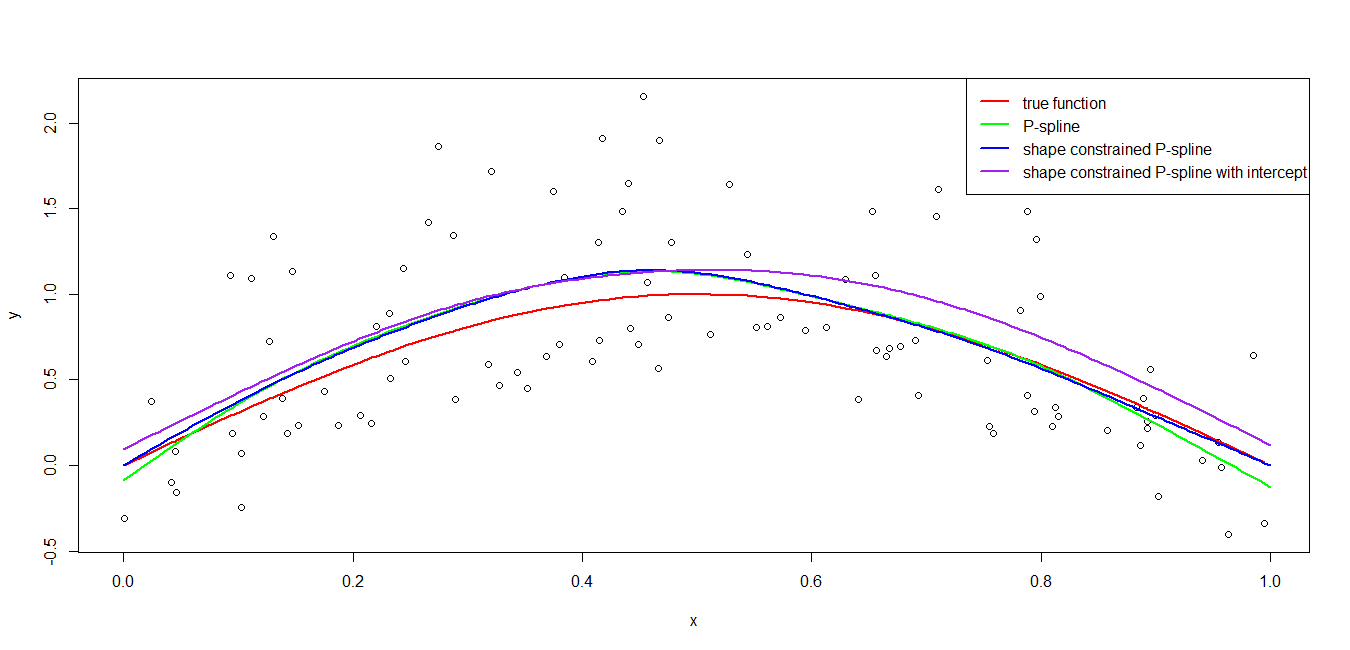 true function
P-spline
shape constrained P-spline
shape constrained P-spline with intercept
2.0
1.5
1.0
0.5
0.0
-0.5
y
0.0 0.2 0.4 0.6 0.8 1.0
x